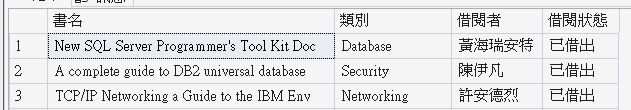 書名 類別 借閱者 借閱狀態
1 New SQL Server Programmer's Tool Kit Doc Database 黃海瑞安特 已借出
2 A complete guide to DB2 universal database Security 陳伊凡 已借出
3 TCP/IP Networking a Guide to the IBM Env Networking 許安德烈 已借出